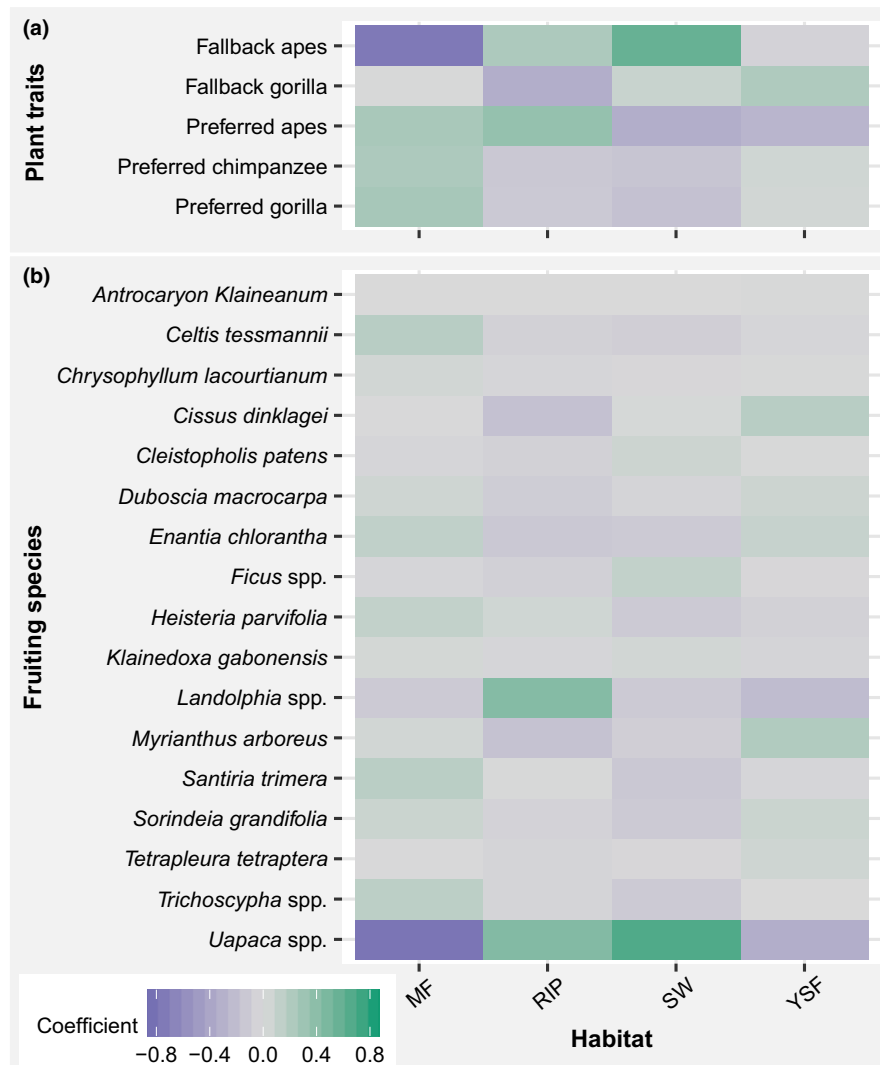 (a)
Plant traits
Fallback apes
Fallback gorilla
Preferred apes
Preferred chimpanzee
Preferred gorilla
(b)
Fruiting species
Antrocaryon Klaineanum
Celtis tessmannii
Chrysophyllum lacourtianum
Cissus dinklagei
Cleistopholis patens
Duboscia macrocarpa
Enantia chlorantha
Ficus spp.
Heisteria parvifolia
Klainedoxa gabonensis
Landolphia spp.
Myrianthus arboreus
Santiria trimera
Sorindeia grandifolia
Tetrapleura tetraptera
Trichoscypha spp.
Uapaca spp.
MF RIP SW YSF
Habitat
Coefficient
−0.8 −0.4 0.0 0.4 0.8